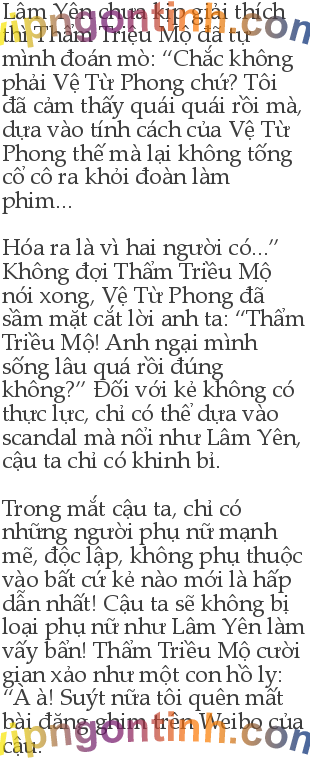 Lâm Yên chưa kịp giải thích
thì Thẩm Triệu Mộ đã tự
mình đoán mò: “Chắc không
phải Vệ Từ Phong chứ? Tôi
đã cảm thấy quái quái rồi mà,
dựa vào tính cách của Vệ Từ
Phong thế mà lại không tống
cổ cô ra khỏi đoàn làm
phim...
Hóa ra là vì hai người có...”
Không đợi Thẩm Triều Mộ
nói xong, Vệ Từ Phong đã
sầm mặt cắt lời anh ta: “Thẩm
Triều Mộ! Anh ngại mình
sống lâu quá rồi đúng
không?” Đối với kẻ không có
thực lực, chỉ có thể dựa vào
scandal mà nổi như Lâm Yên,
cậu ta chỉ có khinh bỉ.
Trong mắt cậu ta, chỉ có
những người phụ nữ mạnh
mẽ, độc lập, không phụ thuộc
vào bất cứ kẻ nào mới là hấp
dẫn nhất! Cậu ta sẽ không bị
loại phụ nữ như Lâm Yên làm
vấy bẩn! Thẩm Triều Mộ cười
gian xảo như một con hồ ly:
“À à! Suýt nữa tôi quên mất
bài đăng ghim trên Weibo của
cậu.
vipngontinh.com
vipngontinh.com